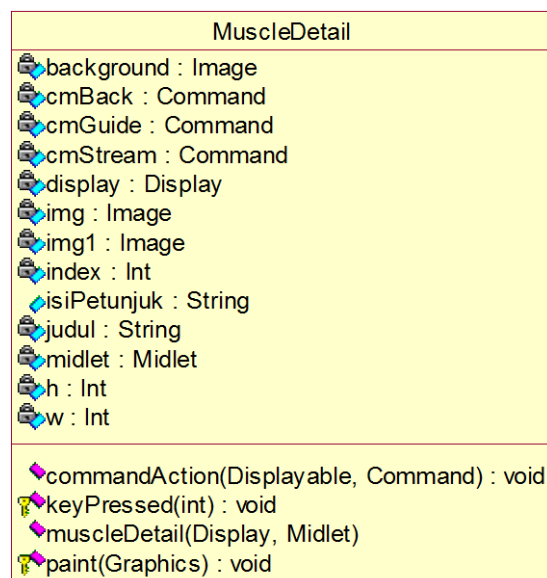 MuscleDetail
background : Image
cmBack : Command
cmGuide : Command
cmStream : Command
display : Display
img : Image
img1 : Image
index : Int
isiPetunjuk : String
judul : String
midlet : Midlet
h : Int
w : Int
commandAction(Displayable, Command) : void
keyPressed(int) : void
muscleDetail(Display, Midlet)
paint(Graphics) : void